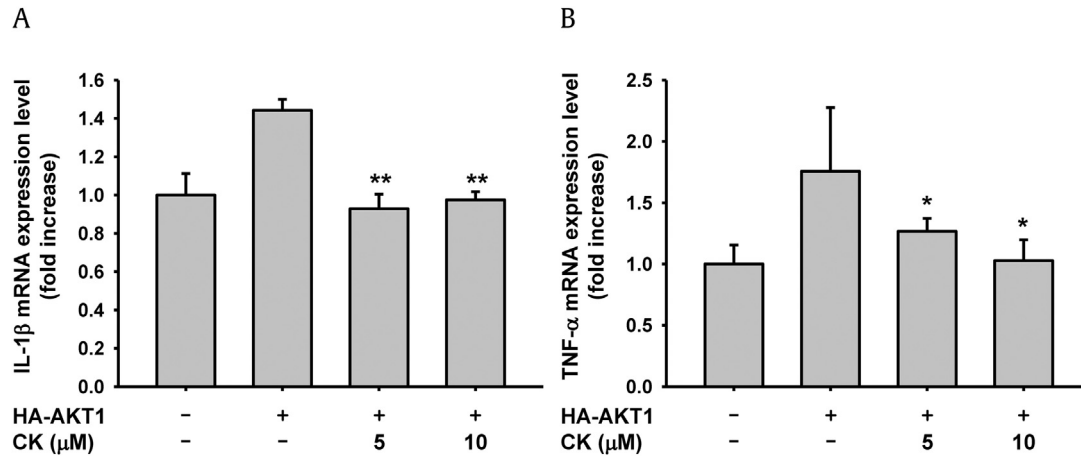 A
IL-1β mRNA expression level
(fold increase)
1.6
1.4
1.2
1.0
0.8
0.6
0.4
0.2
0.0
** **
HA-AKT1 − + + +
CK (μM) − − 5 10
B
TNF-α mRNA expression level
(fold increase)
2.5
2.0
1.5
1.0
0.5
0.0
*
*
HA-AKT1 − + + +
CK (μM) − − 5 10